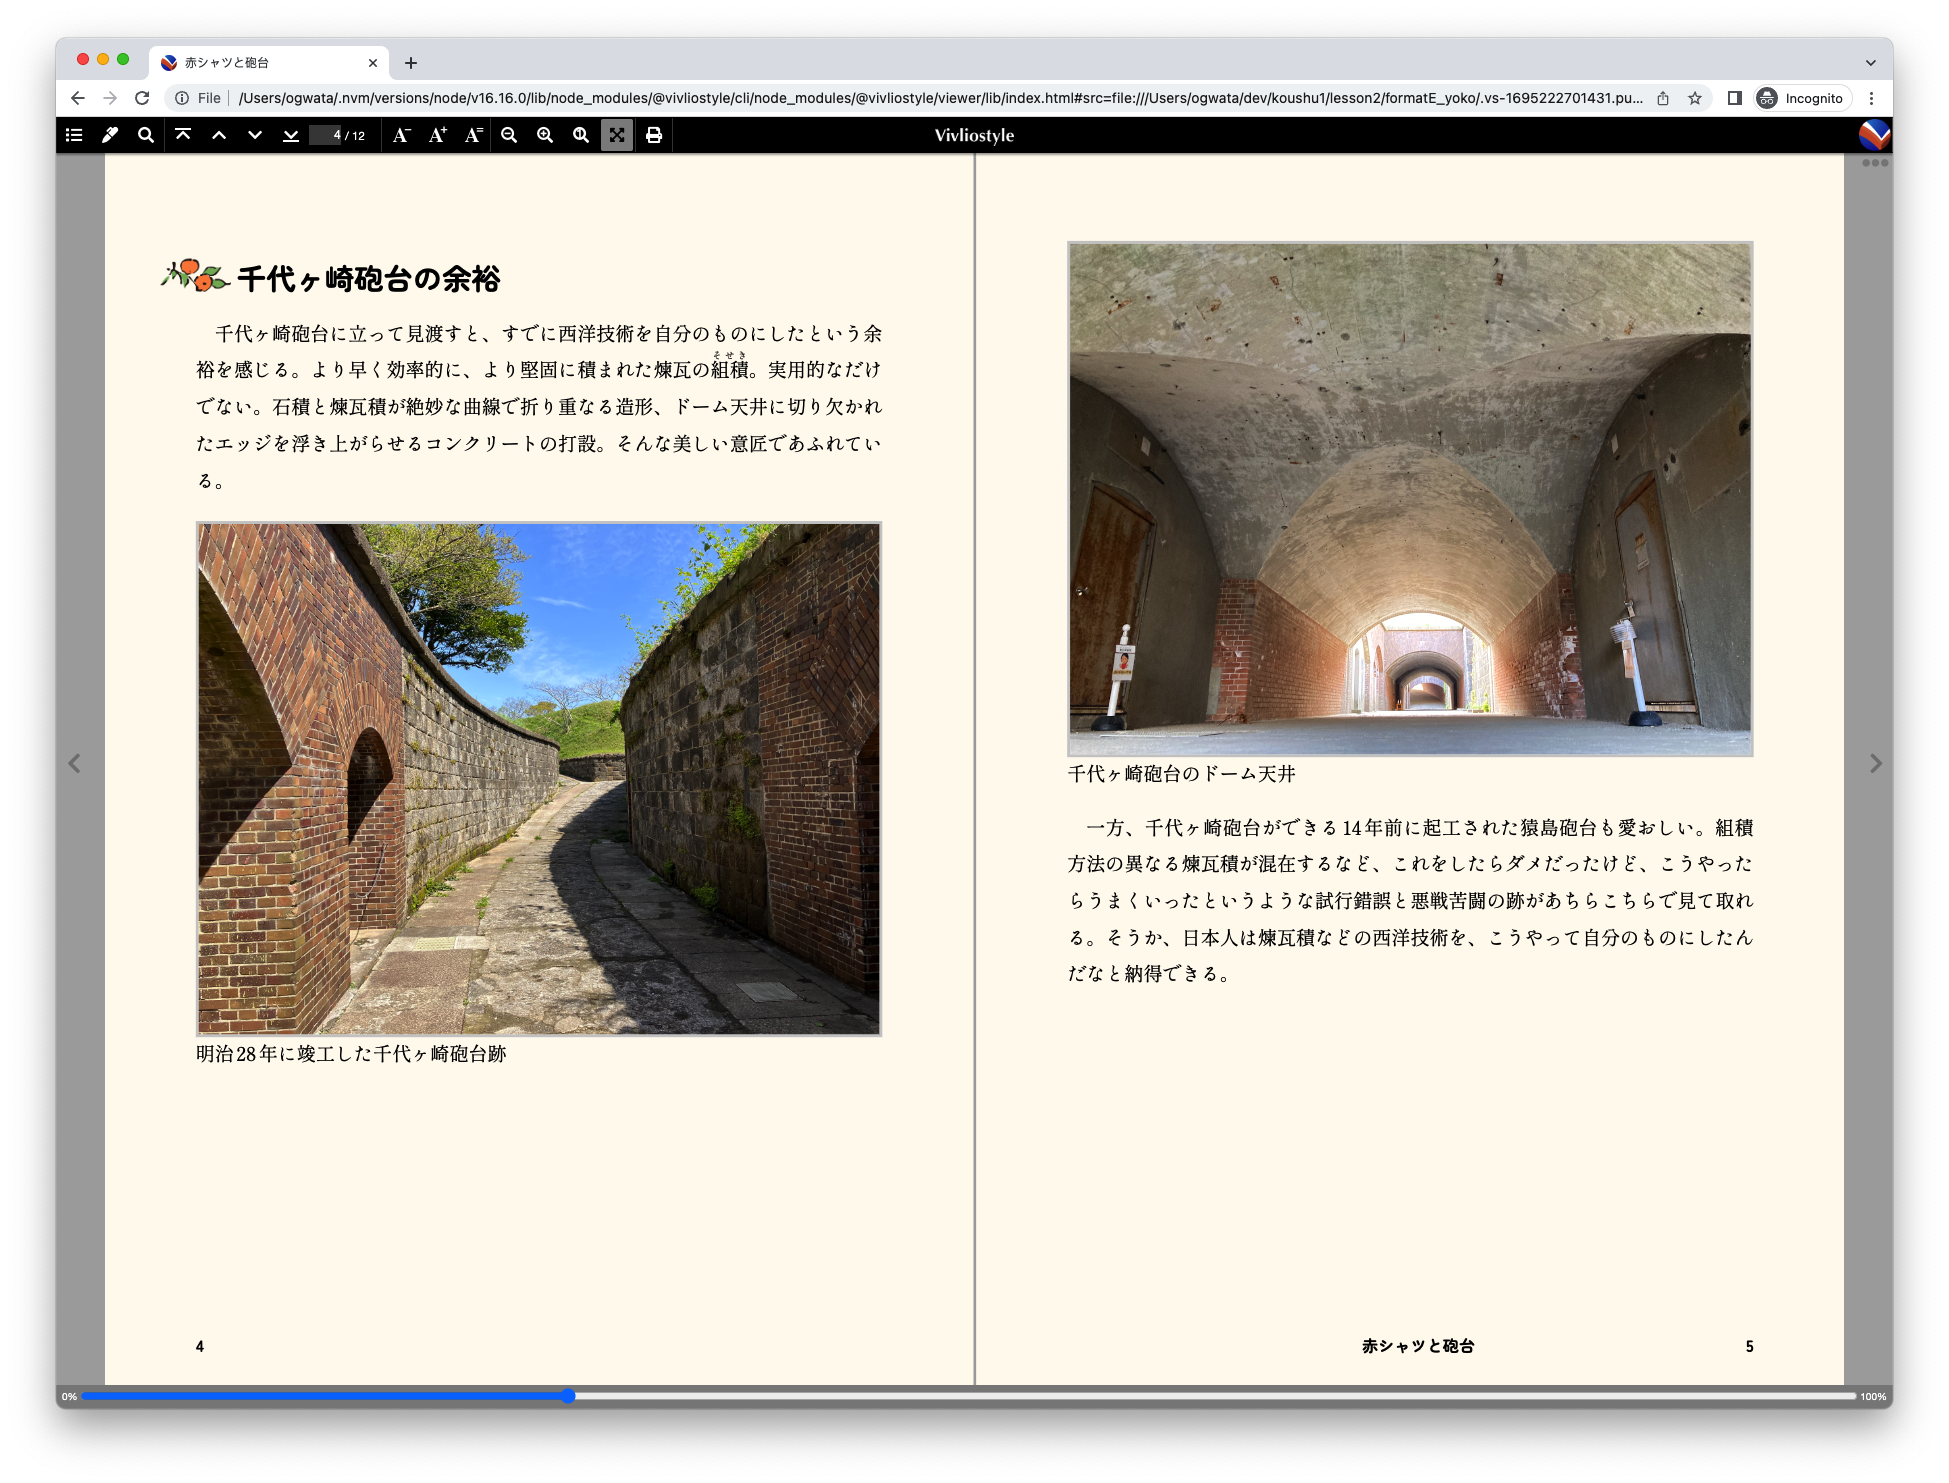 赤シャツと砲台
File
/Users/ogwata/.nvm/versions/node/v16.16.0/lib/node_modules/@vivliostyle/cli/node_modules/@vivliostyle/viewer/lib/index.html#src=file:///Users/ogwata/dev/koushu1/lesson2/formatE_yoko/.vs-1695222701431.pu...
Incognito
4 / 12
A-
A+
A=
Vivliostyle
千代ヶ崎砲台の余裕
千代ヶ崎砲台に立って見渡すと、すでに西洋技術を自分のものにしたという余
そせき
裕を感じる。より早く効率的に、より堅固に積まれた煉瓦の組積。実用的なだけ
でない。石積と煉瓦積が絶妙な曲線で折り重なる造形、ドーム天井に切り欠かれ
たエッジを浮き上がらせるコンクリートの打設。そんな美しい意匠であふれてい
る。
明治28年に竣工した千代ヶ崎砲台跡
4
千代ヶ崎砲台のドーム天井
一方、千代ヶ崎砲台ができる14年前に起工された猿島砲台も愛おしい。組積
方法の異なる煉瓦積が混在するなど、これをしたらダメだったけど、こうやった
らうまくいったというような試行錯誤と悪戦苦闘の跡があちらこちらで見て取れ
る。そうか、日本人は煉瓦積などの西洋技術を、こうやって自分のものにしたん
だなと納得できる。
赤シャツと砲台
5
0%
100%